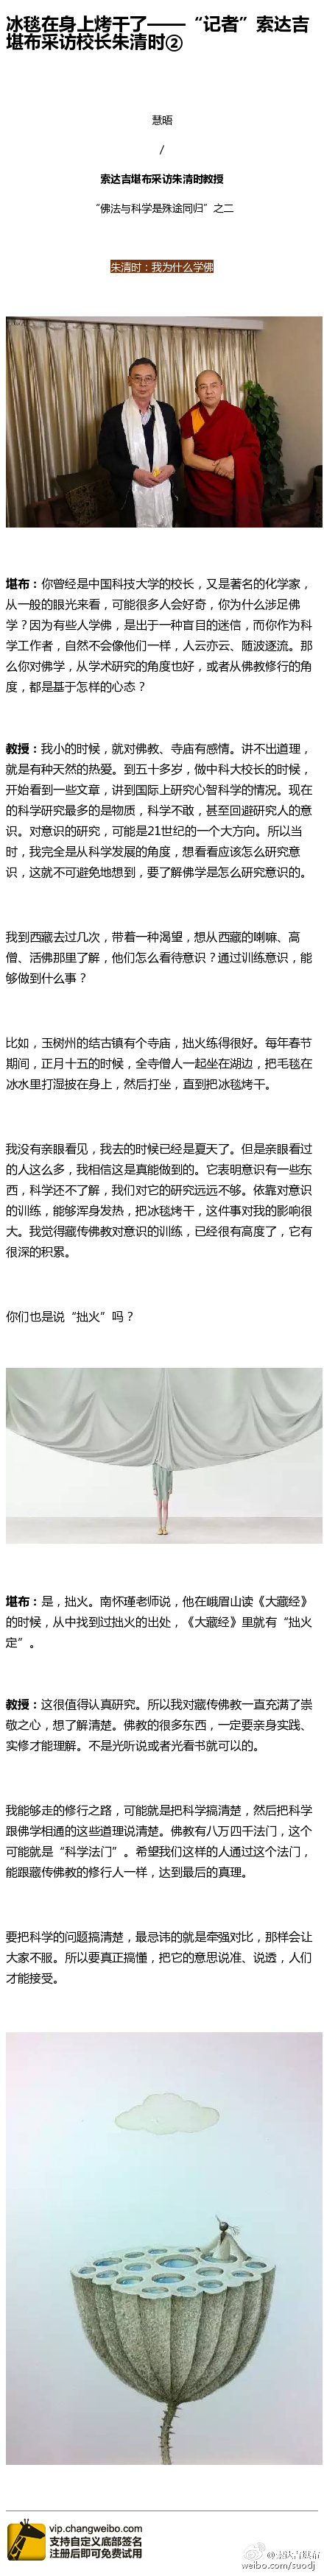 冰毯在身上烤干了——“记者”索达吉
堪布采访校长朱清时②
慧晤
/
索达吉堪布采访朱清时教授
“佛法与科学是殊途同归”之二
朱清时：我为什么学佛
堪布：你曾经是中国科技大学的校长，又是著名的化学家，
从一般的眼光来看，可能很多人会好奇，你为什么涉足佛
学？因为有些人学佛，是出于一种盲目的迷信，而你作为科
学工作者，自然不会像他们一样，人云亦云、随波逐流。那
么你对佛学，从学术研究的角度也好，或者从佛教修行的角
度，都是基于怎样的心态？
教授：我小的时候，就对佛教、寺庙有感情。讲不出道理，
就是有种天然的热爱。到五十多岁，做中科大校长的时候，
开始看到一些文章，讲到国际上研究心智科学的情况。现在
的科学研究最多的是物质，科学不敢，甚至回避研究人的意
识。对意识的研究，可能是21世纪的一个大方向。所以当
时，我完全是从科学发展的角度，想看看应该怎么研究意
识，这就不可避免地想到，要了解佛学是怎么研究意识的。
我到西藏去过几次，带着一种渴望，想从西藏的喇嘛、高
僧、活佛那里了解，他们怎么看待意识？通过训练意识，能
够做到什么事？
比如，玉树州的结古镇有个寺庙，拙火练得很好。每年春节
期间，正月十五的时候，全寺僧人一起坐在湖边，把毛毯在
冰水里打湿披在身上，然后打坐，直到把冰毯烤干。
我没有亲眼看见，我去的时候已经是夏天了。但是亲眼看过
的人这么多，我相信这是真能做到的。它表明意识有一些东
西，科学还不了解，我们对它的研究远远不够。依靠对意识
的训练，能够浑身发热，把冰毯烤干，这件事对我的影响很
大。我觉得藏传佛教对意识的训练，已经很有高度了，它有
很深的积累。
你们也是说“拙火”吗？
堪布：是，拙火。南怀瑾老师说，他在峨眉山读《大藏经》
的时候，从中找到过拙火的出处，《大藏经》里就有“拙火
定”。
教授：这很值得认真研究。所以我对藏传佛教一直充满了崇
敬之心，想了解清楚。佛教的很多东西，一定要亲身实践、
实修才能理解。不是光听说或者光看书就可以的。
我能够走的修行之路，可能就是把科学搞清楚，然后把科学
跟佛学相通的这些道理说清楚。佛教有八万四千法门，这个
可能就是“科学法门”。希望我们这样的人通过这个法门，
能跟藏传佛教的修行人一样，达到最后的真理。
要把科学的问题搞清楚，最忌讳的就是牵强对比，那样会让
大家不服。所以要真正搞懂，把它的意思说准、说透，人们
才能接受。
vip.changweibo.com
支持自定义底部签名
注册后即可免费试用
@索达吉堪布
weibo.com/suodj